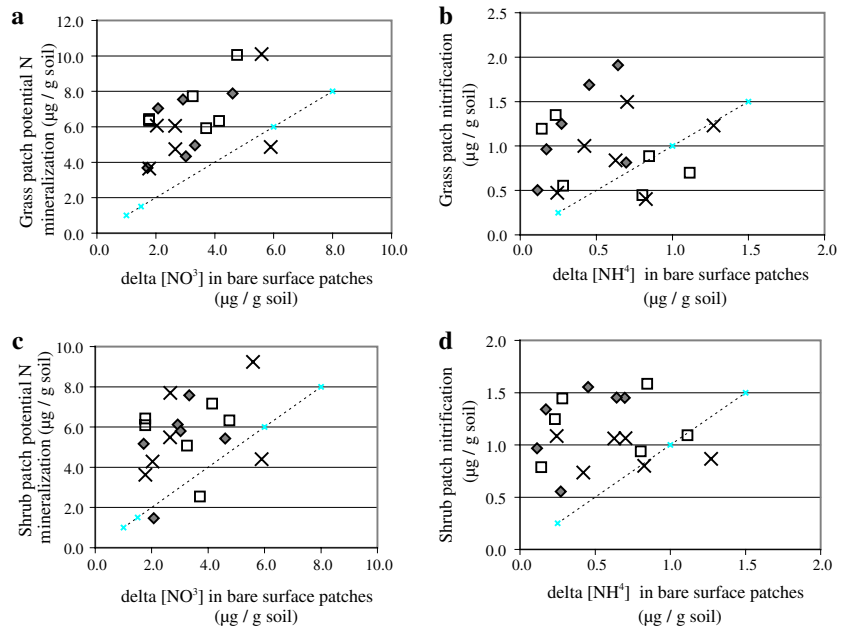 a
12.0
10.0
8.0
6.0
4.0
2.0
0.0
0.0 2.0 4.0 6.0 8.0 10.0
Grass patch potential N
mineralization (µg / g soil)
delta [NO³] in bare surface patches
(µg / g soil)
b
2.5
2.0
1.5
1.0
0.5
0.0
0.0 0.5 1.0 1.5 2.0
Grass patch nitrification
(µg / g soil)
delta [NH⁴] in bare surface patches
(µg / g soil)
c
10.0
8.0
6.0
4.0
2.0
0.0
0.0 2.0 4.0 6.0 8.0 10.0
Shrub patch potential N
mineralization (µg / g soil)
delta [NO³] in bare surface patches
(µg / g soil)
d
2.0
1.5
1.0
0.5
0.0
0.0 0.5 1.0 1.5 2.0
Shrub patch nitrification
(µg / g soil)
delta [NH⁴] in bare surface patches
(µg / g soil)